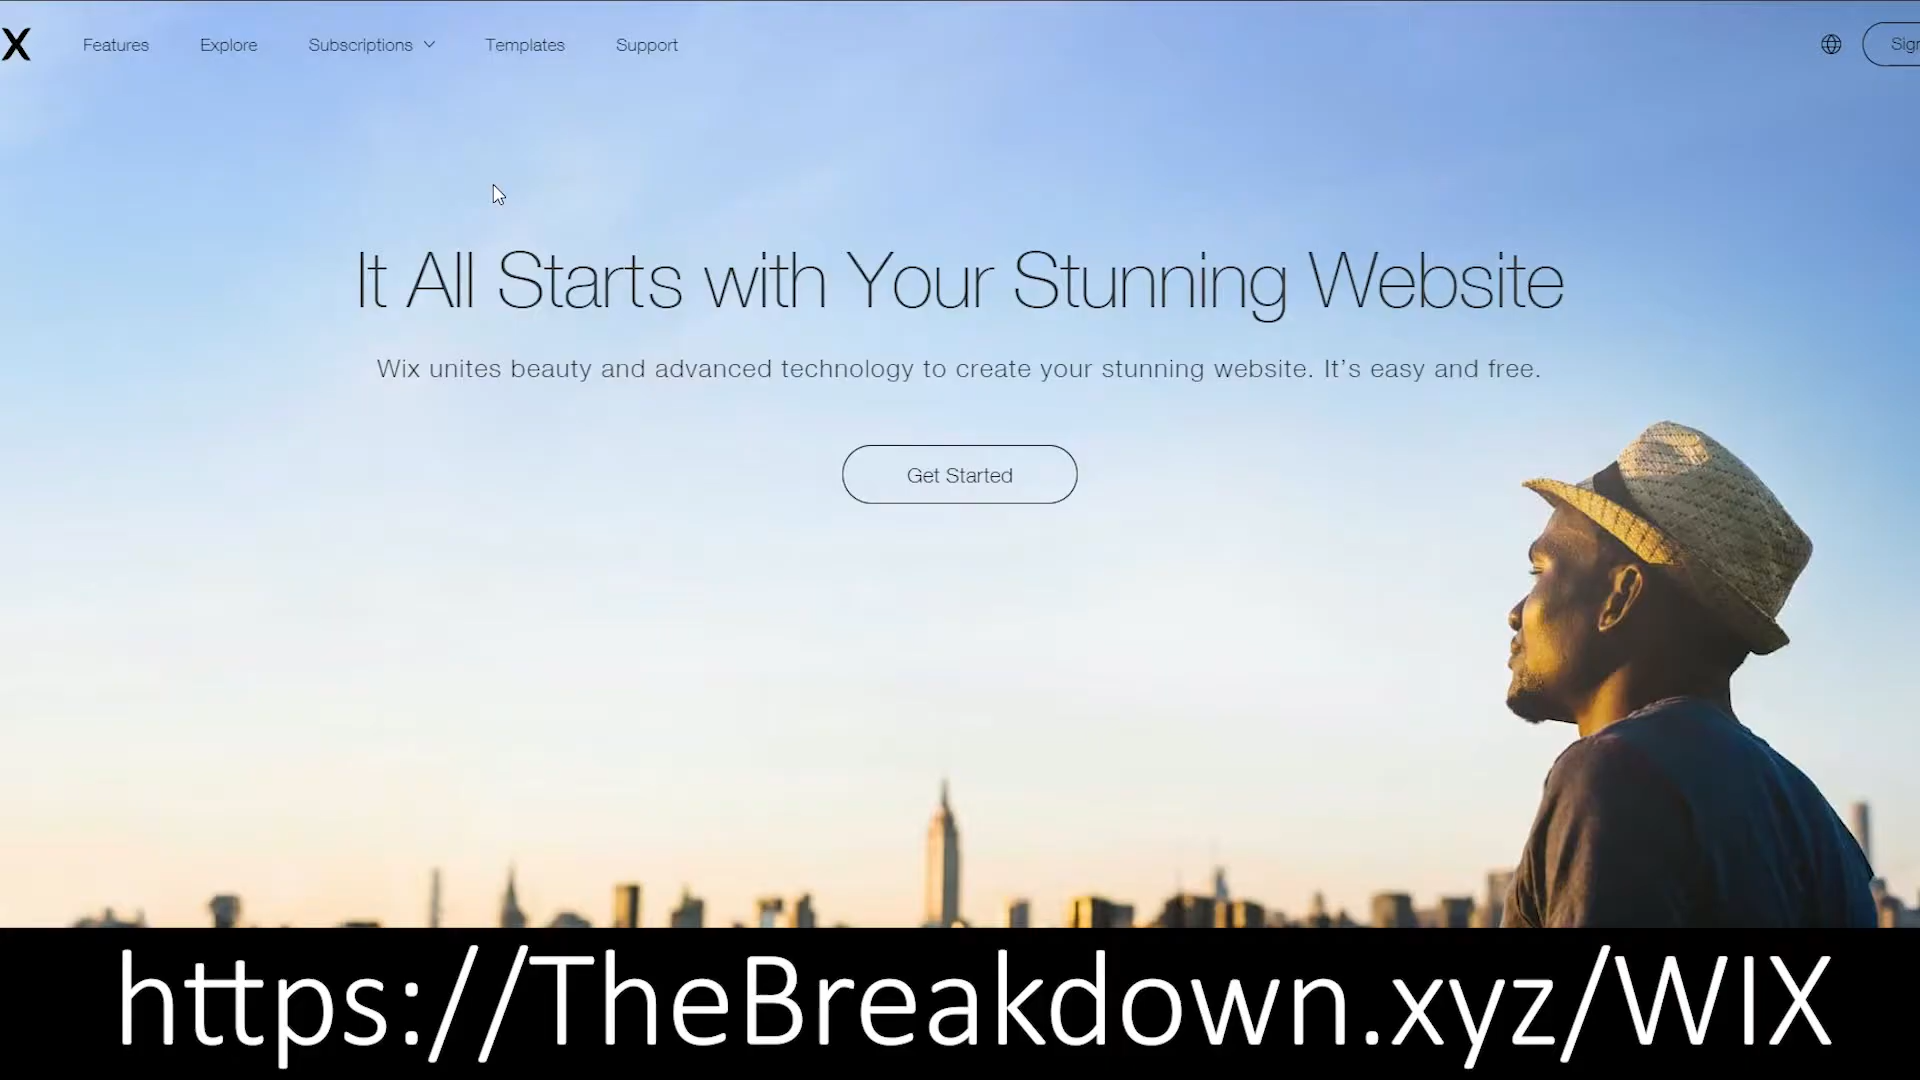 X
Features
Explore
Subscriptions
Templates
Support
Sign
It All Starts with Your Stunning Website
Wix unites beauty and advanced technology to create your stunning website. It’s easy and free.
Get Started
https://TheBreakdown.xyz/WIX